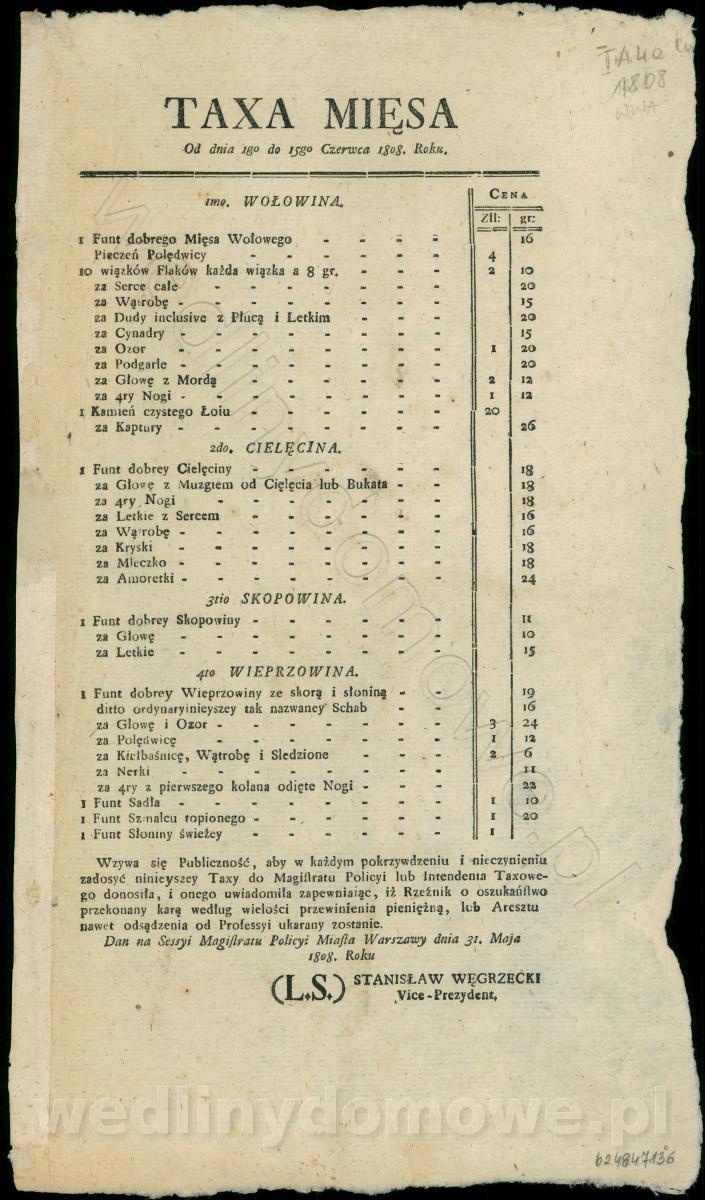 I A 4a
1808
TAXA MIĘSA
Od dnia 1go do 15go Czerwca 1808. Roku.
CENA
Zll: gr:
1mo. WOŁOWINA.
1 Funt dobrego Mięsa Wołowego - - - - 16
Pieczeń Polędwicy - - - - - - 4
10 wiązków Flaków każda wiązka a 8 gr. - - - 2 10
za Serce całe - - - - - - - 20
za Wątrobę - - - - - - - - 15
za Dudy inclusive z Płucą i Letkim - - - 20
za Cynadry - - - - - - - - 15
za Ozor - - - - - - - - 1 20
za Podgarle - - - - - - - - 20
za Głowę z Mordą - - - - - - 2 12
za 4ry Nogi - - - - - - - - 1 12
1 Kamień czystego Łoiu - - - - - - 20
za Kaptury - - - - - - - - 26
2do. CIELĘCINA.
1 Funt dobrey Cielęciny - - - - - - 18
za Głowę z Muzgiem od Cięlęcia lub Bukata - - 18
za 4ry Nogi - - - - - - - 18
za Letkie z Sercem - - - - - - 16
za Wątrobę - - - - - - - - 16
za Kryski - - - - - - - - 18
za Mleczko - - - - - - - - 18
za Amoretki - - - - - - - - 24
3tio SKOPOWINA.
1 Funt dobrey Skopowiny - - - - - - 11
za Głowę - - - - - - - - 10
za Letkie - - - - - - - - 15
4to WIEPRZOWINA.
1 Funt dobrey Wieprzowiny ze skorą i słoniną - - 19
ditto ordynaryinieyszey tak nazwaney Schab - - 16
za Głowę i Ozor - - - - - - - 3 24
za Polędwicę - - - - - - - - 1 12
za Kiełbaśnicę, Wątrobę i Sledzione - - - 2 6
za Nerki - - - - - - - - 11
za 4ry z pierwszego kolana odięte Nogi - - - 22
1 Funt Sadła - - - - - - - - 1 10
1 Funt Szmalcu topionego - - - - - - 1 20
1 Funt Słoniny świeżey - - - - - - 1
Wzywa się Publiczność, aby w każdym pokrzywdzeniu i nieczynieniu
zadosyć ninieyszey Taxy do Magistratu Policyi lub Intendenta Taxowe-
go donosiła, i onego uwiadomiła zapewniaiąc, iż Rzeźnik o oszukaństwo
przekonany karę według wielości przewinienia pieniężną, lub Aresztu
nawet odsądzenia od Professyi ukarany zostanie.
Dan na Sessyi Magistratu Policyi Miasta Warszawy dnia 31. Maja
1808. Roku
(L.S.) STANISŁAW WĘGRZECKI
Vice-Prezydent.
wedlinydomowe.pl
wedlinydomowe.pl
624847136